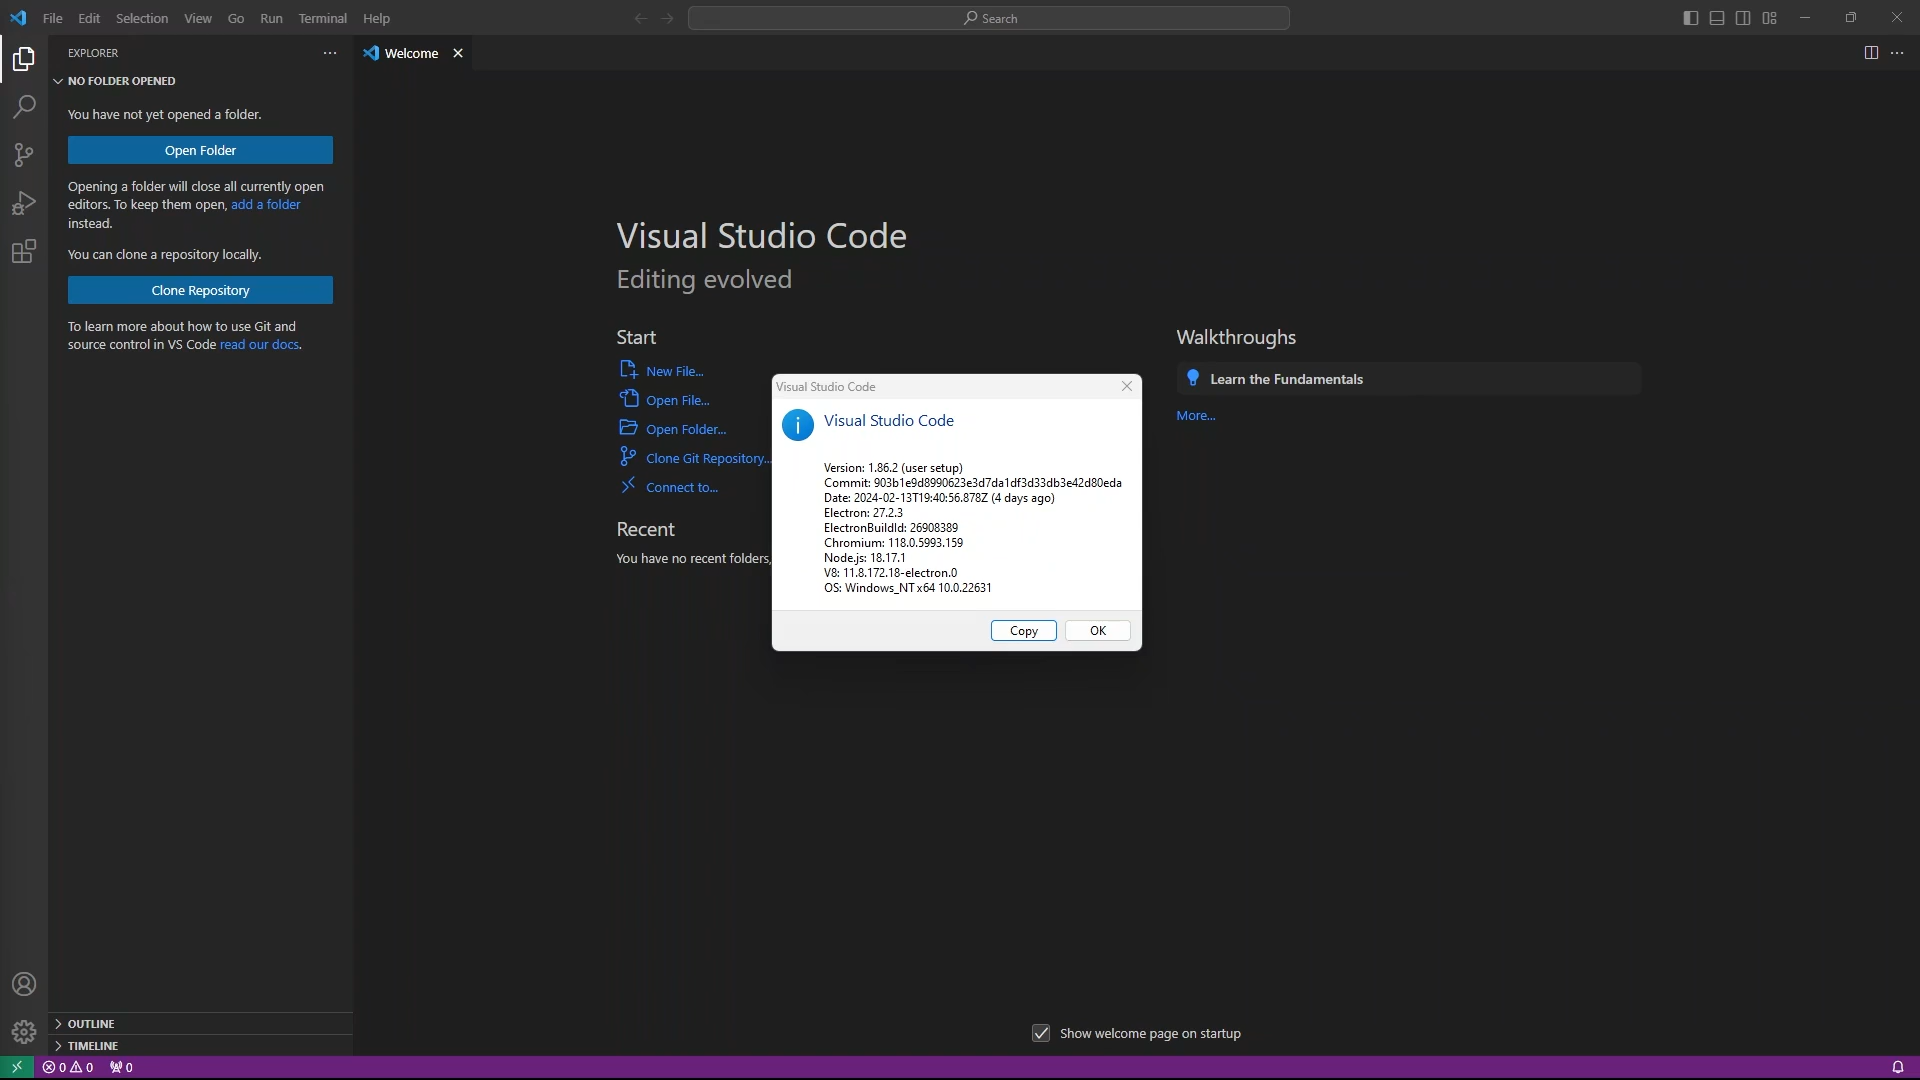 File Edit Selection View Go Run Terminal Help
Search
EXPLORER
Welcome
NO FOLDER OPENED
You have not yet opened a folder.
Open Folder
Opening a folder will close all currently open
editors. To keep them open, add a folder
instead.
You can clone a repository locally.
Clone Repository
To learn more about how to use Git and
source control in VS Code read our docs.
Visual Studio Code
Editing evolved
Start
New File...
Open File...
Open Folder...
Clone Git Repository...
Connect to...
Recent
You have no recent folders,
Walkthroughs
Learn the Fundamentals
More...
Visual Studio Code
Visual Studio Code
Version: 1.86.2 (user setup)
Commit: 903b1e9d8990623e3d7da1df3d33db3e42d80eda
Date: 2024-02-13T19:40:56.878Z (4 days ago)
Electron: 27.2.3
ElectronBuildId: 26908389
Chromium: 118.0.5993.159
Node.js: 18.17.1
V8: 11.8.172.18-electron.0
OS: Windows_NT x64 10.0.22631
Copy
OK
Show welcome page on startup
OUTLINE
TIMELINE
0 0 0